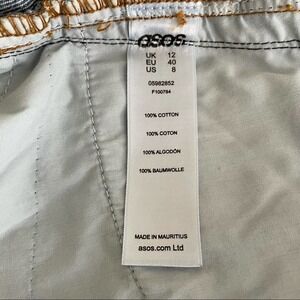 asos
UK 12
EU 40
US 8
05982852
F100784
100% COTTON
100% COTON
100% ALGODÓN
100% BAUMWOLLE
MADE IN MAURITIUS
asos.com Ltd